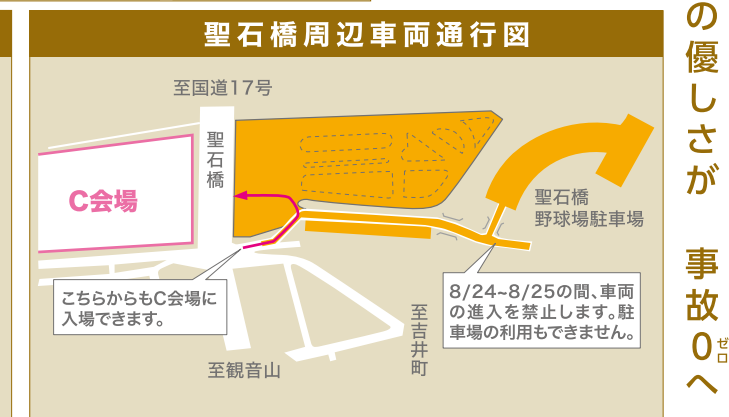 聖石橋周辺車両通行図
至国道17号
聖石橋
C会場
聖石橋
野球場駐車場
こちらからもC会場に
入場できます。
8/24~8/25の間、車両
の進入を禁止します。駐
車場の利用もできません。
至吉井町
至観音山
の優しさが 事故0へ
ゼロ